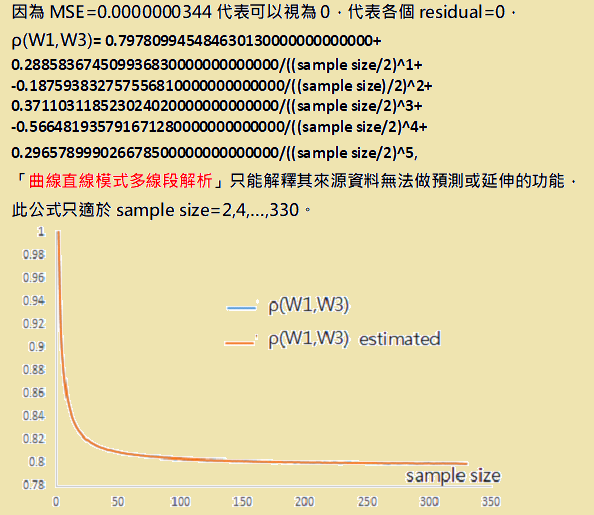 因為 MSE=0.0000000344 代表可以視為 0，代表各個 residual=0，
ρ(W1,W3)= 0.7978099454846301300000000000000+
0.2885836745099368300000000000000/((sample size/2)^1+
-0.1875938327575568100000000000000/((sample size)/2)^2+
0.3711031185230240200000000000000/((sample size/2)^3+
-0.5664819357916712800000000000000/((sample size/2)^4+
0.2965789990266785000000000000000/((sample size/2)^5,
「曲線直線模式多線段解析」只能解釋其來源資料無法做預測或延伸的功能，
此公式只適於 sample size=2,4,...,330。
1
0.98
0.96
0.94
0.92
0.9
0.88
0.86
0.84
0.82
0.8
0.78
ρ(W1,W3)
ρ(W1,W3) estimated
sample size
0 50 100 150 200 250 300 350